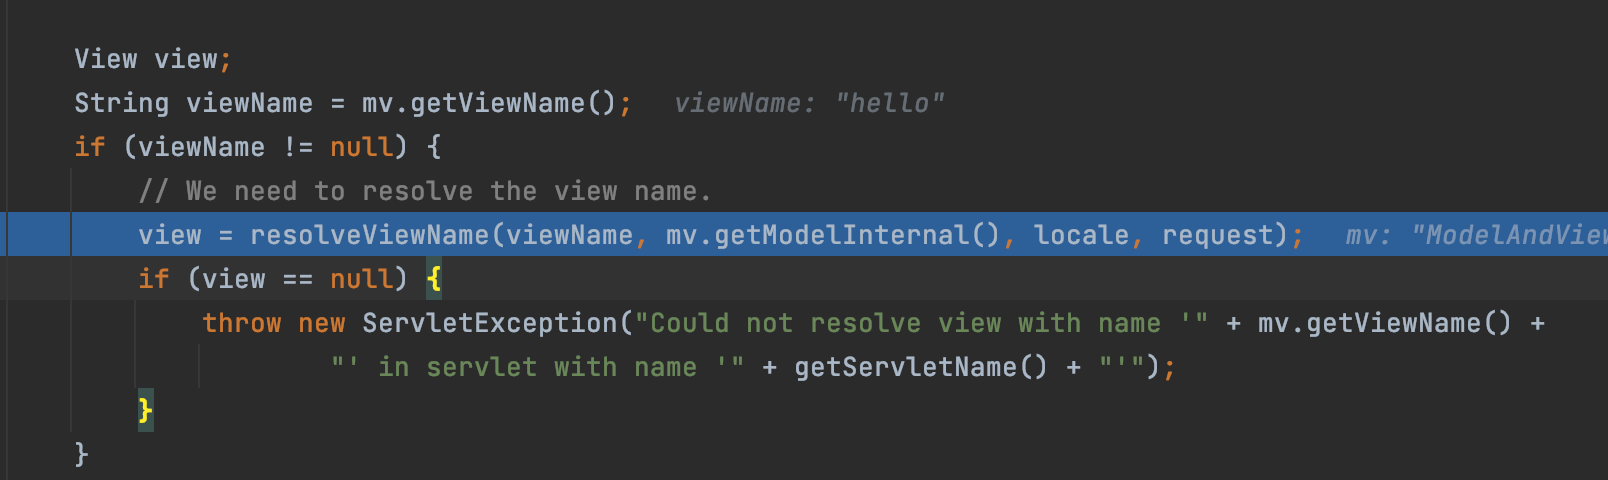 View view;
String viewName = mv.getViewName();   viewName: "hello"
if (viewName != null) {
    // We need to resolve the view name.
    view = resolveViewName(viewName, mv.getModelInternal(), locale, request);   mv: "ModelAndView
    if (view == null) {
        throw new ServletException("Could not resolve view with name '" + mv.getViewName() +
                "' in servlet with name '" + getServletName() + "'");
    }
}